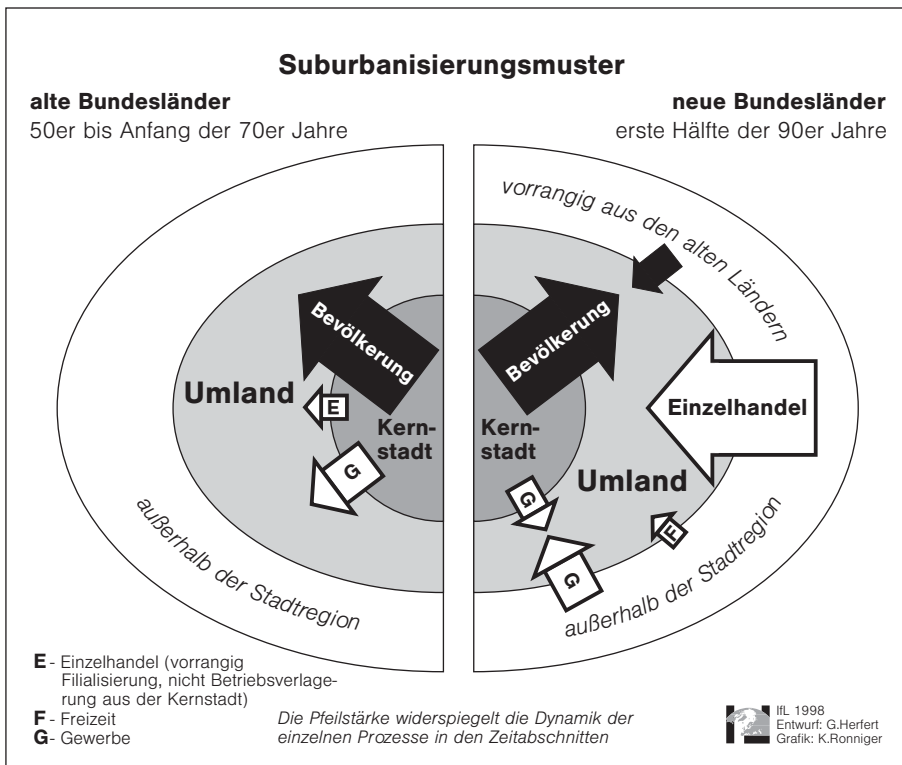 Suburbanisierungsmuster
alte Bundesländer
50er bis Anfang der 70er Jahre
neue Bundesländer
erste Hälfte der 90er Jahre
Bevölkerung
Umland
E
Kern-
stadt
G
außerhalb der Stadtregion
vorrangig aus den alten Ländern
Bevölkerung
Einzelhandel
Kern-
stadt
Umland
G
F
G
außerhalb der Stadtregion
E - Einzelhandel (vorrangig
Filialisierung, nicht Betriebsverlage-
rung aus der Kernstadt)
F - Freizeit
G - Gewerbe
Die Pfeilstärke widerspiegelt die Dynamik der
einzelnen Prozesse in den Zeitabschnitten
IfL 1998
Entwurf: G.Herfert
Grafik: K.Ronniger